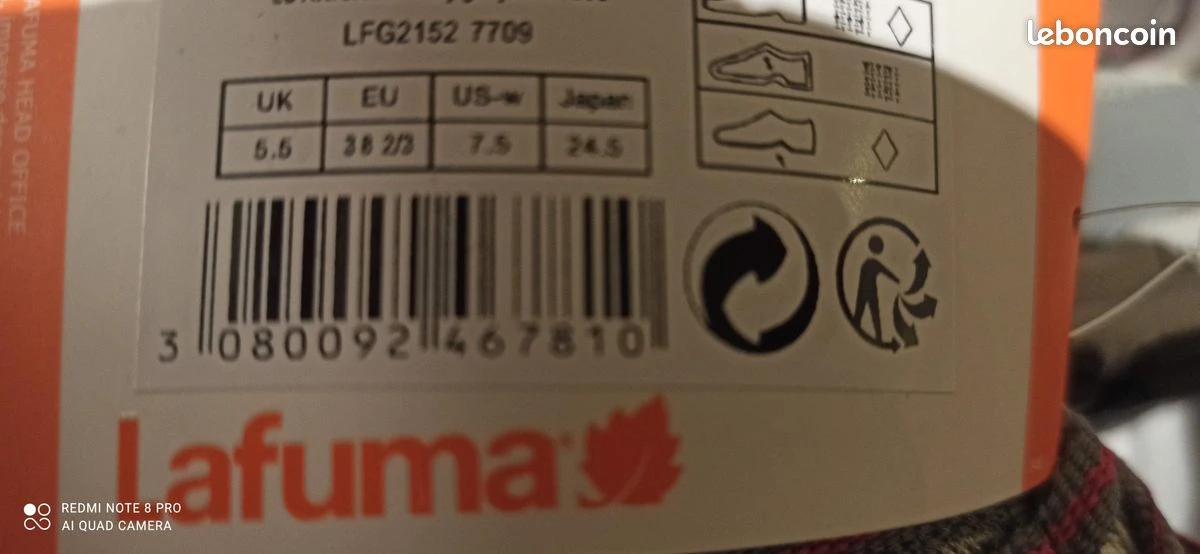 LFG2152 7709
leboncoin
UK EU US-w Japan
5.5 38 2/3 7.5 24.5
3 080092 467810
Lafuma
LAFUMA HEAD OFFICE
REDMI NOTE 8 PRO
AI QUAD CAMERA